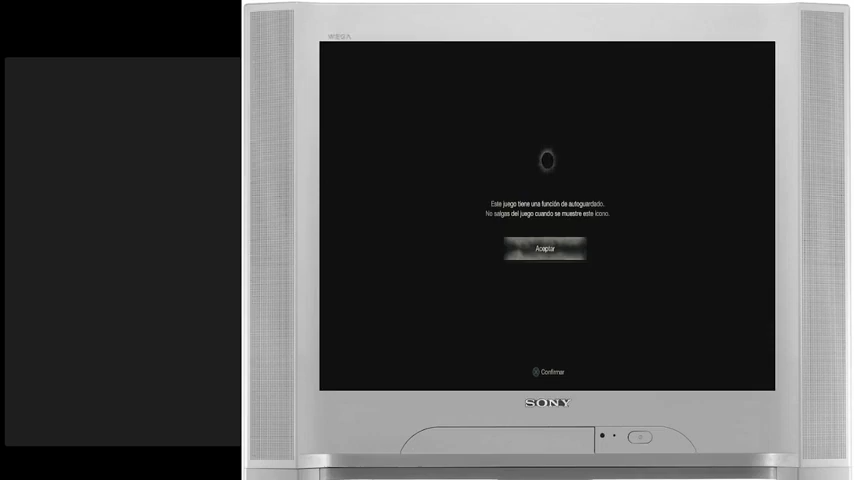 WEGA
Este juego tiene una función de autoguardado.
No salgas del juego cuando se muestre este icono.
Aceptar
Confirmar
SONY